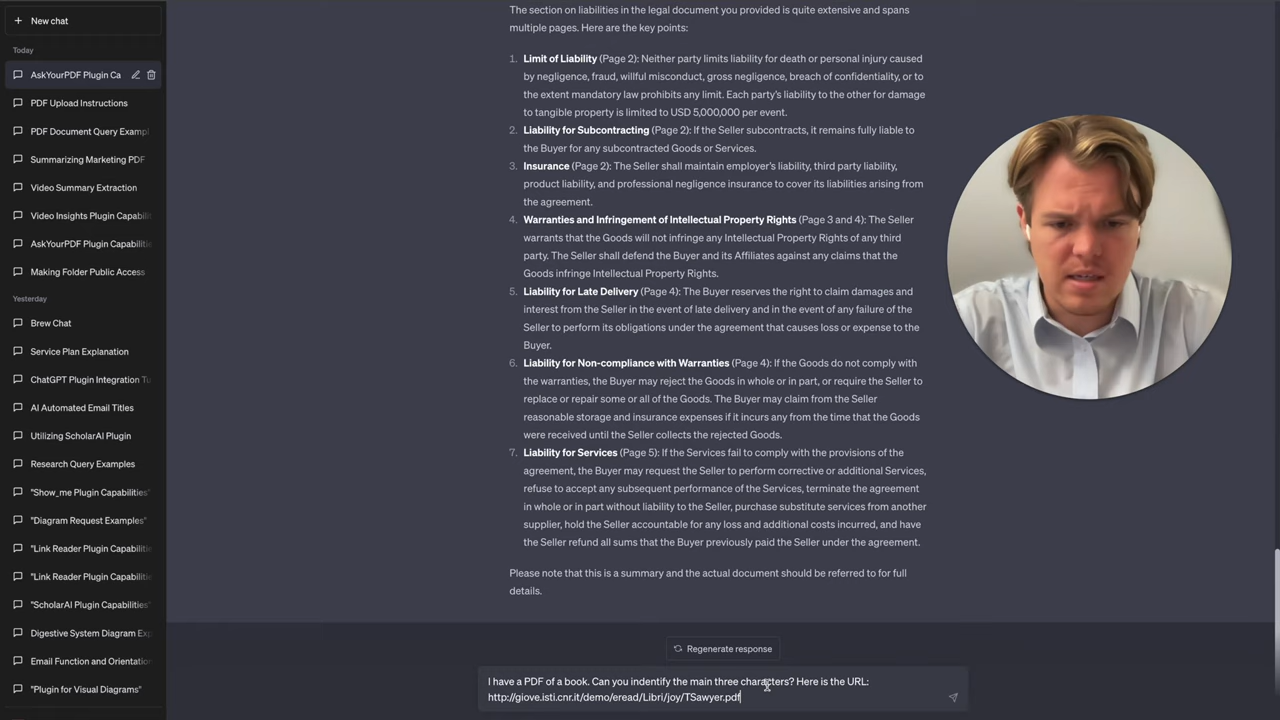 New chat
Today
AskYourPDF Plugin Ca
PDF Upload Instructions
PDF Document Query Exampl
Summarizing Marketing PDF
Video Summary Extraction
Video Insights Plugin Capabilit
AskYourPDF Plugin Capabilitie
Making Folder Public Access
Yesterday
Brew Chat
Service Plan Explanation
ChatGPT Plugin Integration Tu
AI Automated Email Titles
Utilizing ScholarAI Plugin
Research Query Examples
"Show_me Plugin Capabilities"
"Diagram Request Examples"
"Link Reader Plugin Capabilitie
"Link Reader Plugin Capabilitie
"ScholarAI Plugin Capabilities"
Digestive System Diagram Exp
Email Function and Orientatio
"Plugin for Visual Diagrams"
The section on liabilities in the legal document you provided is quite extensive and spans
multiple pages. Here are the key points:
1. Limit of Liability (Page 2): Neither party limits liability for death or personal injury caused
by negligence, fraud, willful misconduct, gross negligence, breach of confidentiality, or to
the extent mandatory law prohibits any limit. Each party's liability to the other for damage
to tangible property is limited to USD 5,000,000 per event.
2. Liability for Subcontracting (Page 2): If the Seller subcontracts, it remains fully liable to
the Buyer for any subcontracted Goods or Services.
3. Insurance (Page 2): The Seller shall maintain employer's liability, third party liability,
product liability, and professional negligence insurance to cover its liabilities arising from
the agreement.
4. Warranties and Infringement of Intellectual Property Rights (Page 3 and 4): The Seller
warrants that the Goods will not infringe any Intellectual Property Rights of any third
party. The Seller shall defend the Buyer and its Affiliates against any claims that the
Goods infringe Intellectual Property Rights.
5. Liability for Late Delivery (Page 4): The Buyer reserves the right to claim damages and
interest from the Seller in the event of late delivery and in the event of any failure of the
Seller to perform its obligations under the agreement that causes loss or expense to the
Buyer.
6. Liability for Non-compliance with Warranties (Page 4): If the Goods do not comply with
the warranties, the Buyer may reject the Goods in whole or in part, or require the Seller to
replace or repair some or all of the Goods. The Buyer may claim from the Seller
reasonable storage and insurance expenses if it incurs any from the time that the Goods
were received until the Seller collects the rejected Goods.
7. Liability for Services (Page 5): If the Services fail to comply with the provisions of the
agreement, the Buyer may request the Seller to perform corrective or additional Services,
refuse to accept any subsequent performance of the Services, terminate the agreement
in whole or in part without liability to the Seller, purchase substitute services from another
supplier, hold the Seller accountable for any loss and additional costs incurred, and have
the Seller refund all sums that the Buyer previously paid the Seller under the agreement.
Please note that this is a summary and the actual document should be referred to for full
details.
Regenerate response
I have a PDF of a book. Can you indentify the main three characters? Here is the URL:
http://giove.isti.cnr.it/demo/eread/Libri/joy/TSawyer.pdf